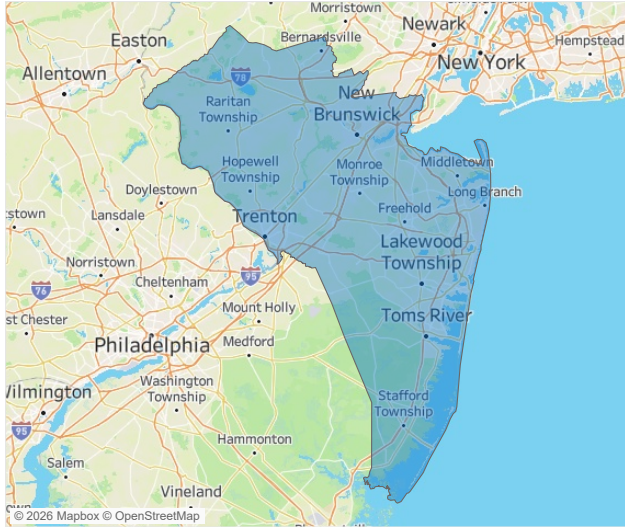 Morristown
Newark
Bernardsville
Easton
Hempstead
New York
Allentown
78
Raritan
Township
New
Brunswick
Hopewell
Township
Monroe
Township
Middletown
Doylestown
Long Branch
Lansdale
Freehold
Trenton
Lakewood
Township
Norristown
95
76
Cheltenham
Mount Holly
Toms River
st Chester
Philadelphia
Medford
Washington
Township
Wilmington
Stafford
Township
95
Hammonton
Salem
Vineland
© 2026 Mapbox © OpenStreetMap